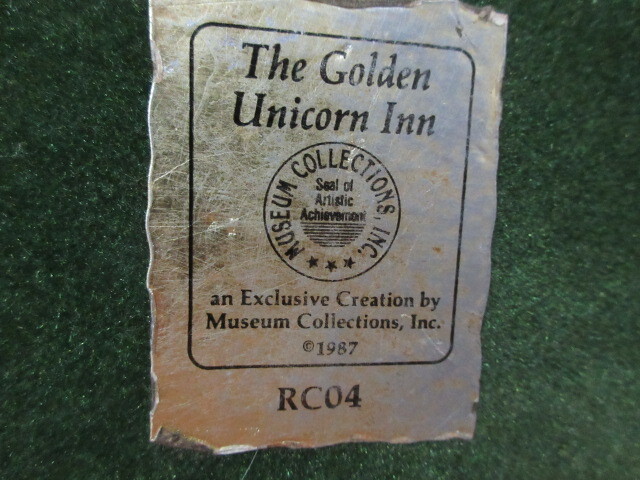 The Golden
Unicorn Inn
MUSEUM COLLECTIONS, INC.
Seal of
Artistic
Achievement
an Exclusive Creation by
Museum Collections, Inc.
©1987
RC04